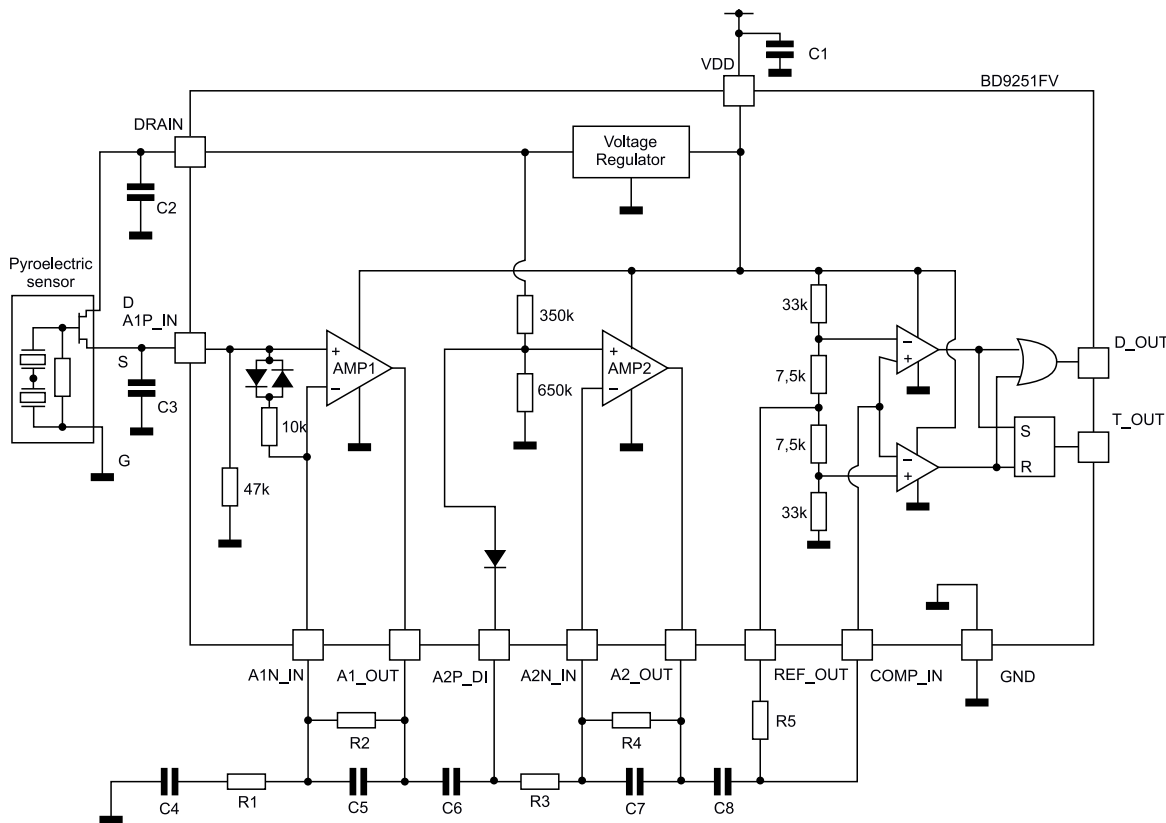 C1
VDD
BD9251FV
DRAIN
Voltage
Regulator
C2
Pyroelectric
sensor
D
A1P_IN
S
C3
G
+
−
AMP1
10k
47k
350k
650k
+
−
AMP2
33k
7,5k
7,5k
33k
−
+
−
+
D_OUT
T_OUT
S
R
A1N_IN
A1_OUT
A2P_DI
A2N_IN
A2_OUT
REF_OUT
COMP_IN
GND
R2
R4
R5
C4
R1
C5
C6
R3
C7
C8